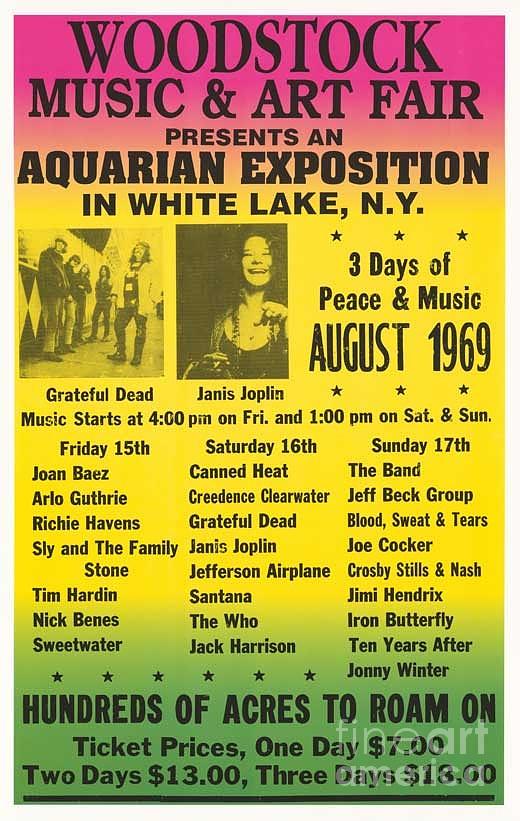 WOODSTOCK
MUSIC & ART FAIR
PRESENTS AN
AQUARIAN EXPOSITION
IN WHITE LAKE, N.Y.
3 Days of
Peace & Music
AUGUST 1969
Grateful Dead
Janis Joplin
Music Starts at 4:00 pm on Fri. and 1:00 pm on Sat. & Sun.
Friday 15th
Joan Baez
Arlo Guthrie
Richie Havens
Sly and The Family
Stone
Tim Hardin
Nick Benes
Sweetwater
Saturday 16th
Canned Heat
Creedence Clearwater
Grateful Dead
Janis Joplin
Jefferson Airplane
Santana
The Who
Jack Harrison
Sunday 17th
The Band
Jeff Beck Group
Blood, Sweat & Tears
Joe Cocker
Crosby Stills & Nash
Jimi Hendrix
Iron Butterfly
Ten Years After
Jonny Winter
HUNDREDS OF ACRES TO ROAM ON
Ticket Prices, One Day $7.00
Two Days $13.00, Three Days $18.00
fineart
america